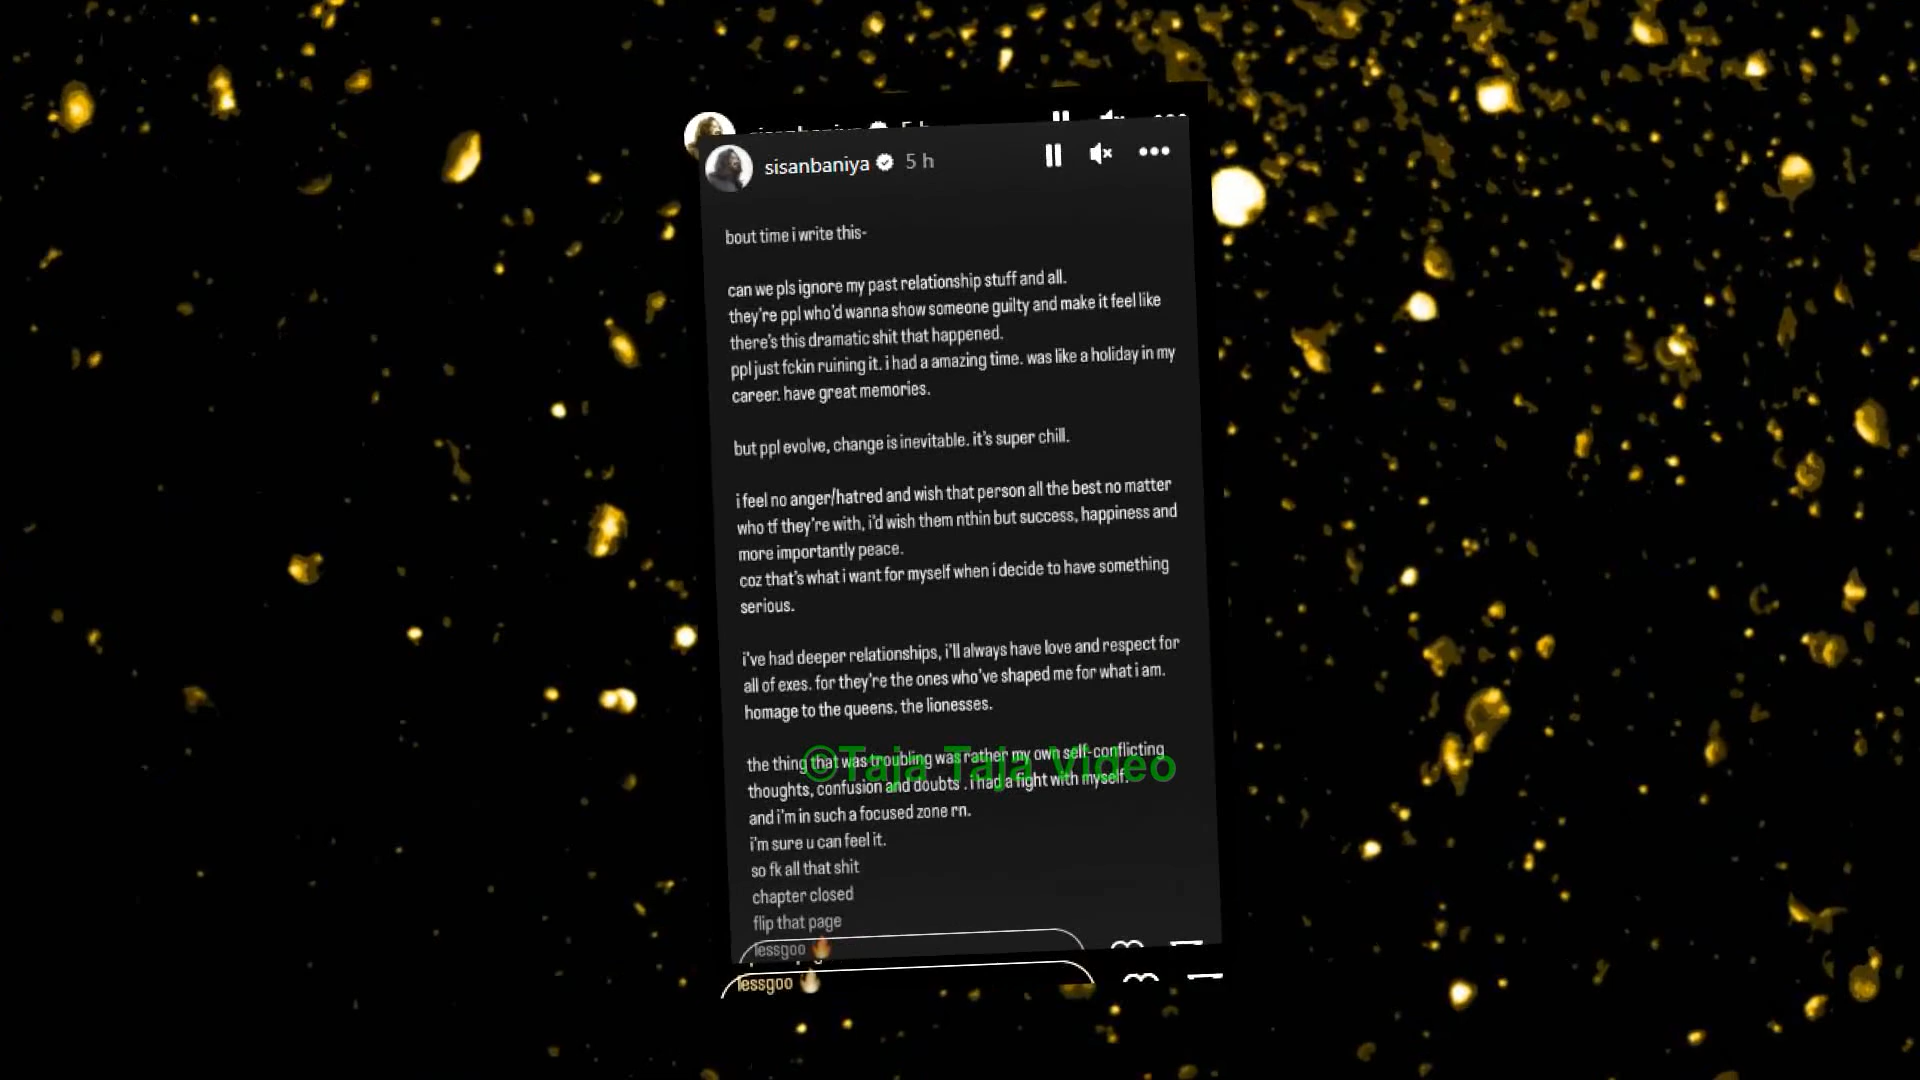 sisanbaniya 5 h
bout time i write this-
can we pls ignore my past relationship stuff and all.
they're ppl who'd wanna show someone guilty and make it feel like
there's this dramatic shit that happened.
ppl just fckin ruining it. i had a amazing time. was like a holiday in my
career. have great memories.
but ppl evolve, change is inevitable. it's super chill.
i feel no anger/hatred and wish that person all the best no matter
who tf they're with, i'd wish them nthin but success, happiness and
more importantly peace.
coz that's what i want for myself when i decide to have something
serious.
i've had deeper relationships, i'll always have love and respect for
all of exes. for they're the ones who've shaped me for what i am.
homage to the queens. the lionesses.
the thing that was troubling was rather my own self-conflicting
©Taja Taja Video
thoughts, confusion and doubts . i had a fight with myself.
and i'm in such a focused zone rn.
i'm sure u can feel it.
so fk all that shit
chapter closed
flip that page
lessgoo 🔥
lessgoo 🔥